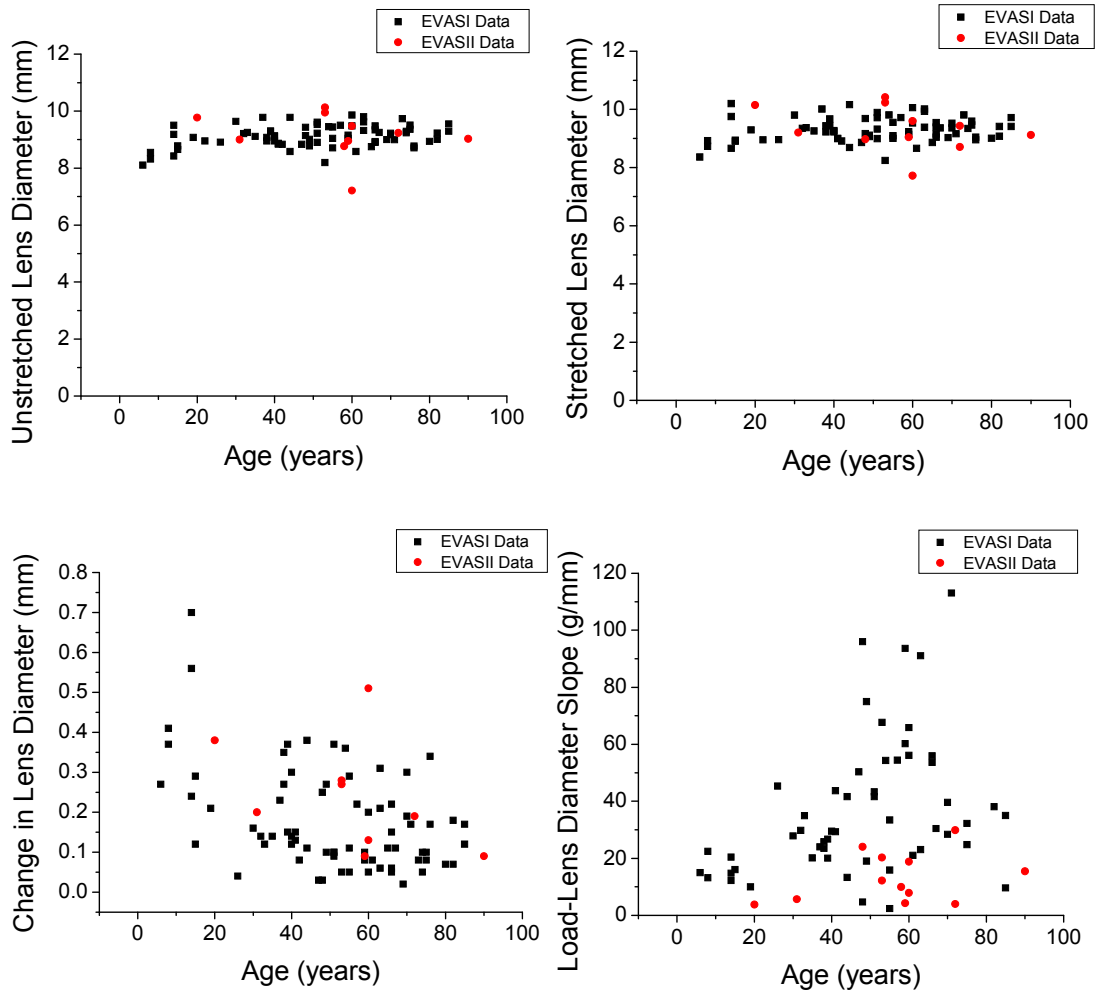 EVASI Data
EVASII Data
12
10
8
6
4
2
0
0 20 40 60 80 100
Unstretched Lens Diameter (mm)
Age (years)
EVASI Data
EVASII Data
12
10
8
6
4
2
0
0 20 40 60 80 100
Stretched Lens Diameter (mm)
Age (years)
EVASI Data
EVASII Data
0.8
0.7
0.6
0.5
0.4
0.3
0.2
0.1
0.0
0 20 40 60 80 100
Change in Lens Diameter (mm)
Age (years)
EVASI Data
EVASII Data
120
100
80
60
40
20
0
0 20 40 60 80 100
Load-Lens Diameter Slope (g/mm)
Age (years)